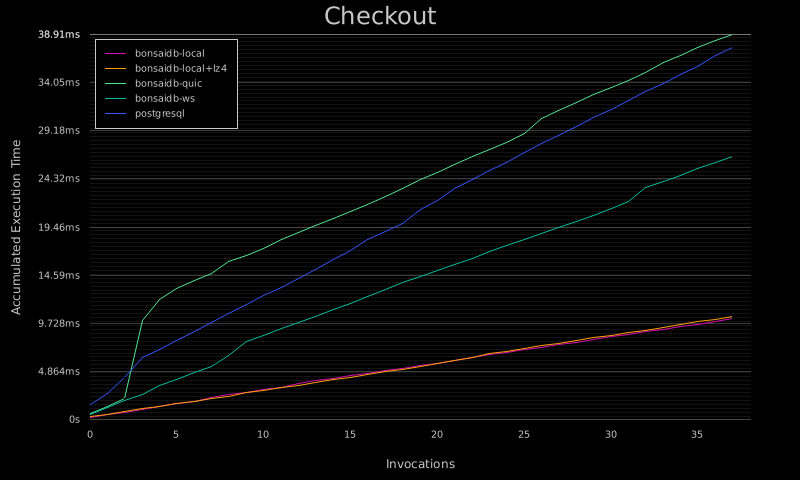 Checkout
38.91ms
34.05ms
29.18ms
24.32ms
19.46ms
14.59ms
9.728ms
4.864ms
0s
Accumulated Execution Time
bonsaidb-local
bonsaidb-local+lz4
bonsaidb-quic
bonsaidb-ws
postgresql
0 5 10 15 20 25 30 35
Invocations